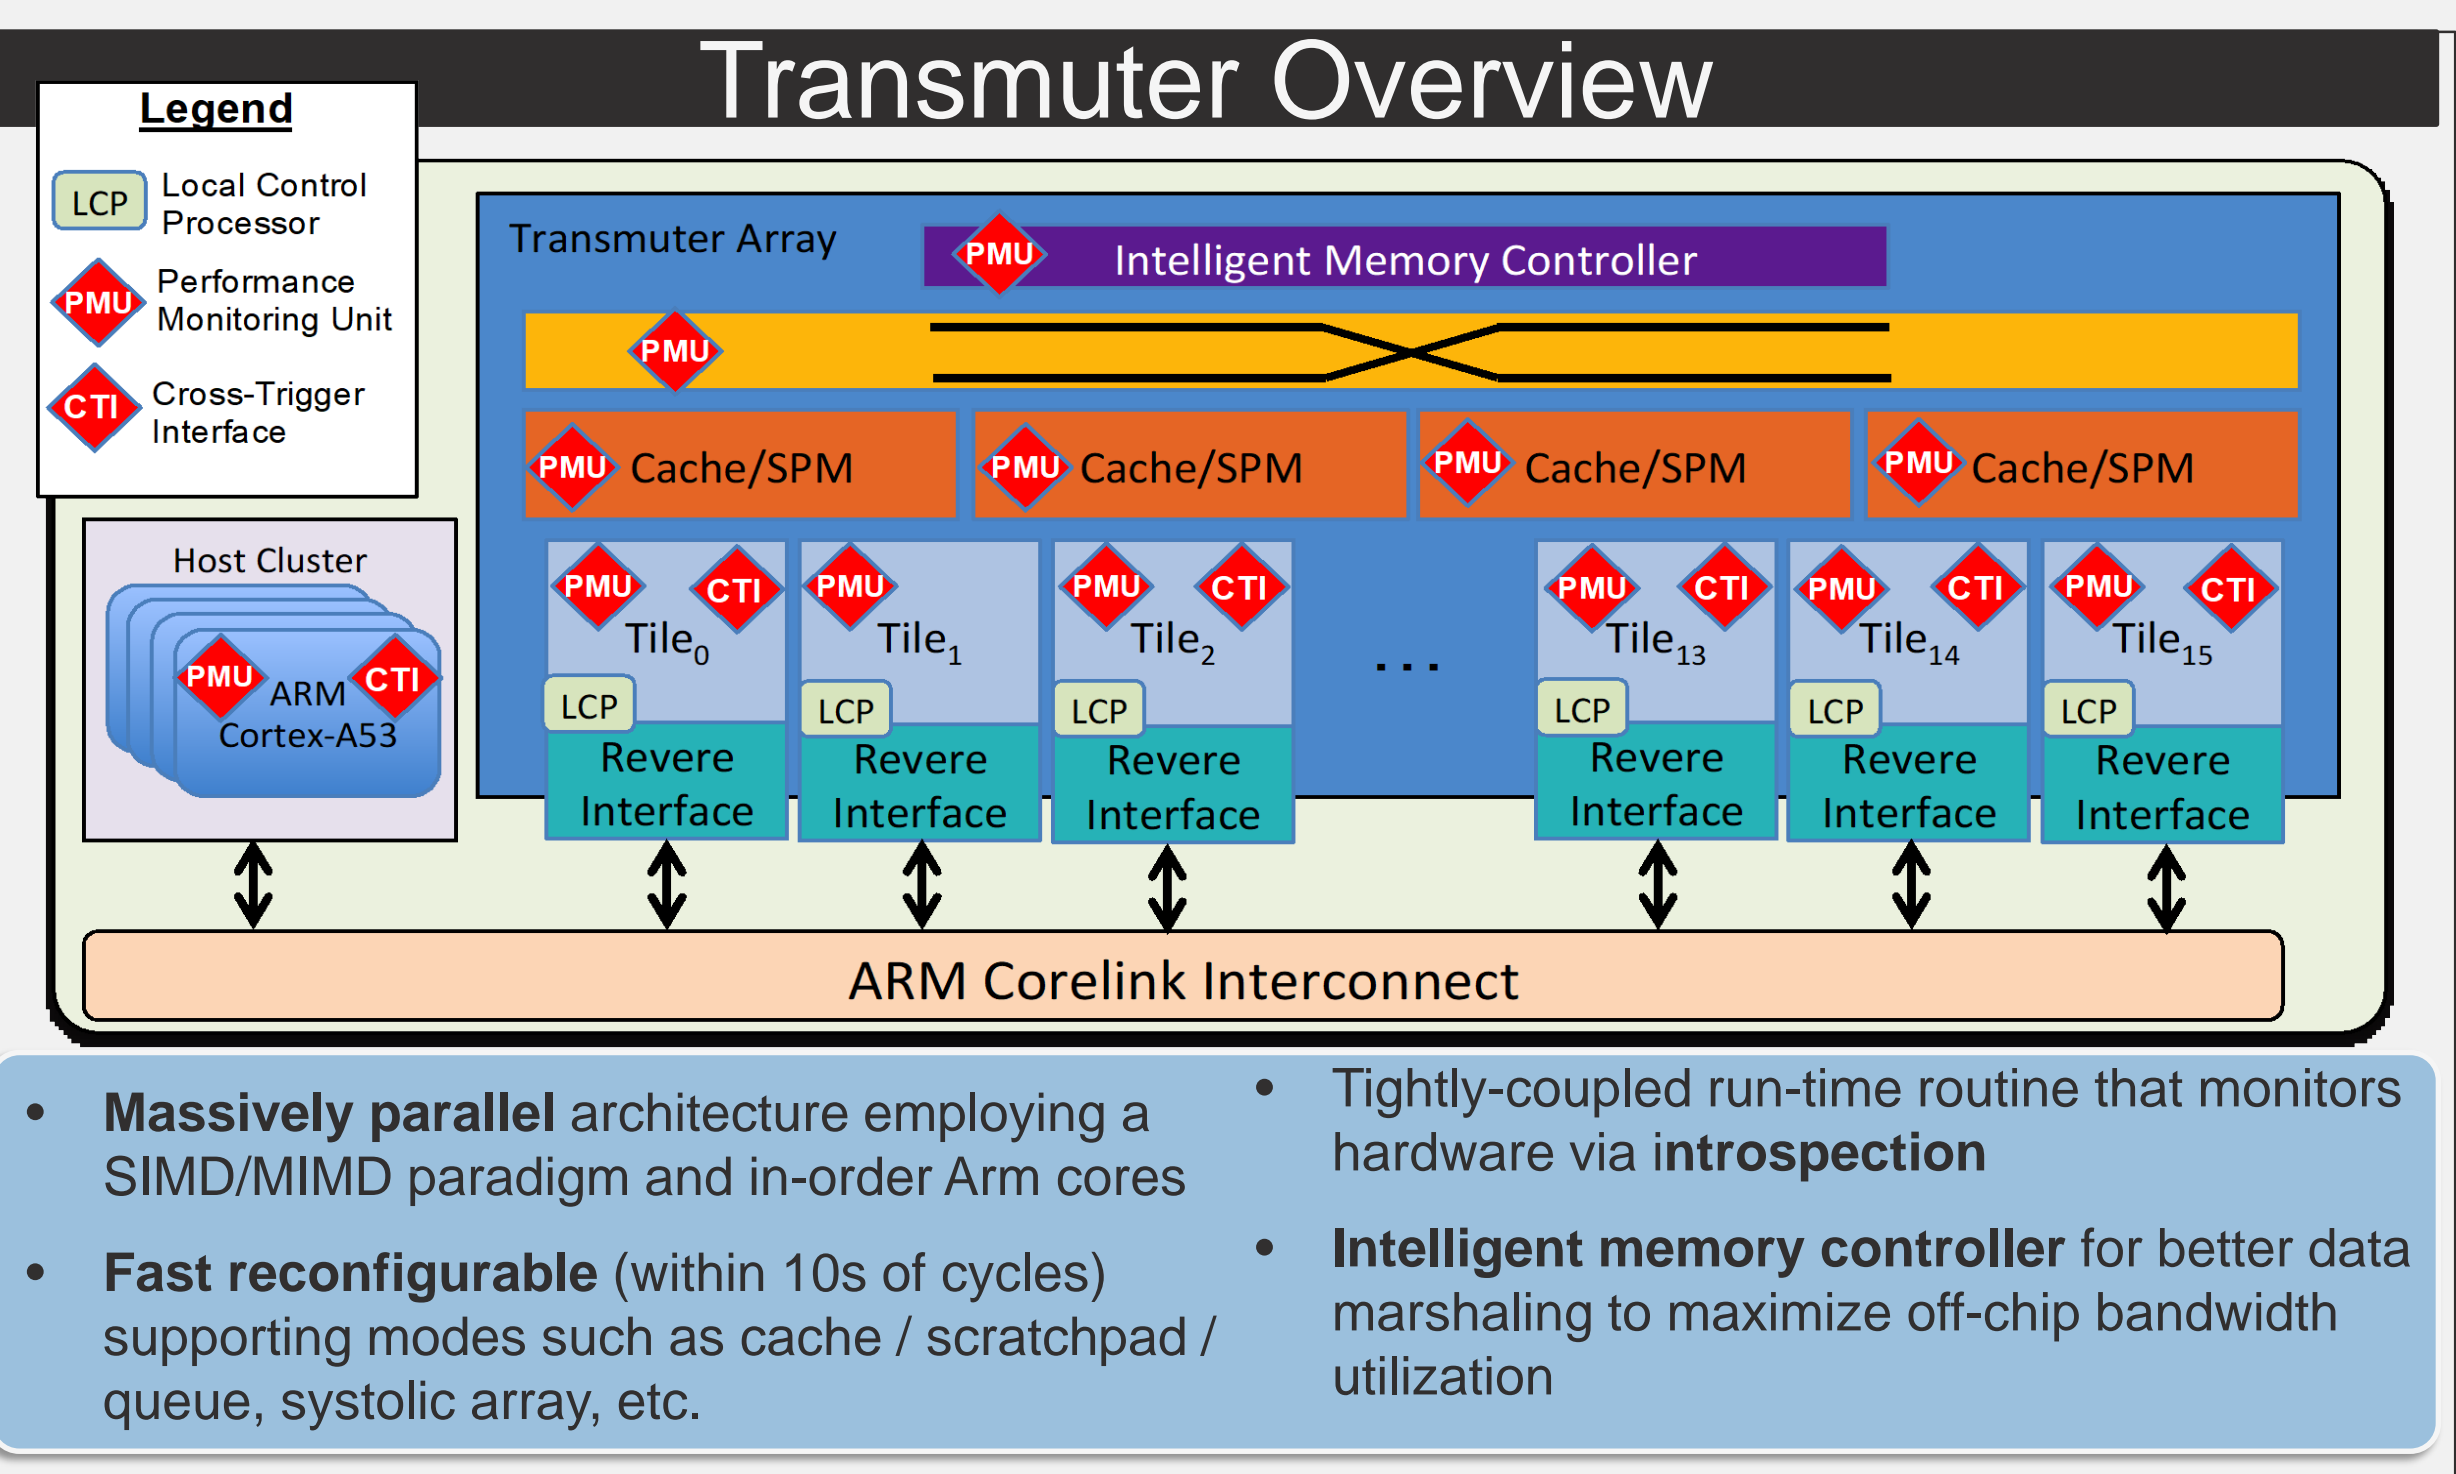 Transmuter Overview
Legend
LCP
Local Control
Processor
PMU
Performance
Monitoring Unit
CTI
Cross-Trigger
Interface
Transmuter Array
PMU
Intelligent Memory Controller
PMU
PMU Cache/SPM
PMU Cache/SPM
PMU Cache/SPM
PMU Cache/SPM
Host Cluster
PMU
CTI
ARM
Cortex-A53
PMU CTI
Tile0
LCP
Revere
Interface
PMU
Tile1
LCP
Revere
Interface
PMU CTI
Tile2
LCP
Revere
Interface
...
PMU CTI
Tile13
LCP
Revere
Interface
PMU CTI
Tile14
LCP
Revere
Interface
PMU CTI
Tile15
LCP
Revere
Interface
ARM Corelink Interconnect
• Massively parallel architecture employing a
SIMD/MIMD paradigm and in-order Arm cores
• Fast reconfigurable (within 10s of cycles)
supporting modes such as cache / scratchpad /
queue, systolic array, etc.
• Tightly-coupled run-time routine that monitors
hardware via introspection
• Intelligent memory controller for better data
marshaling to maximize off-chip bandwidth
utilization